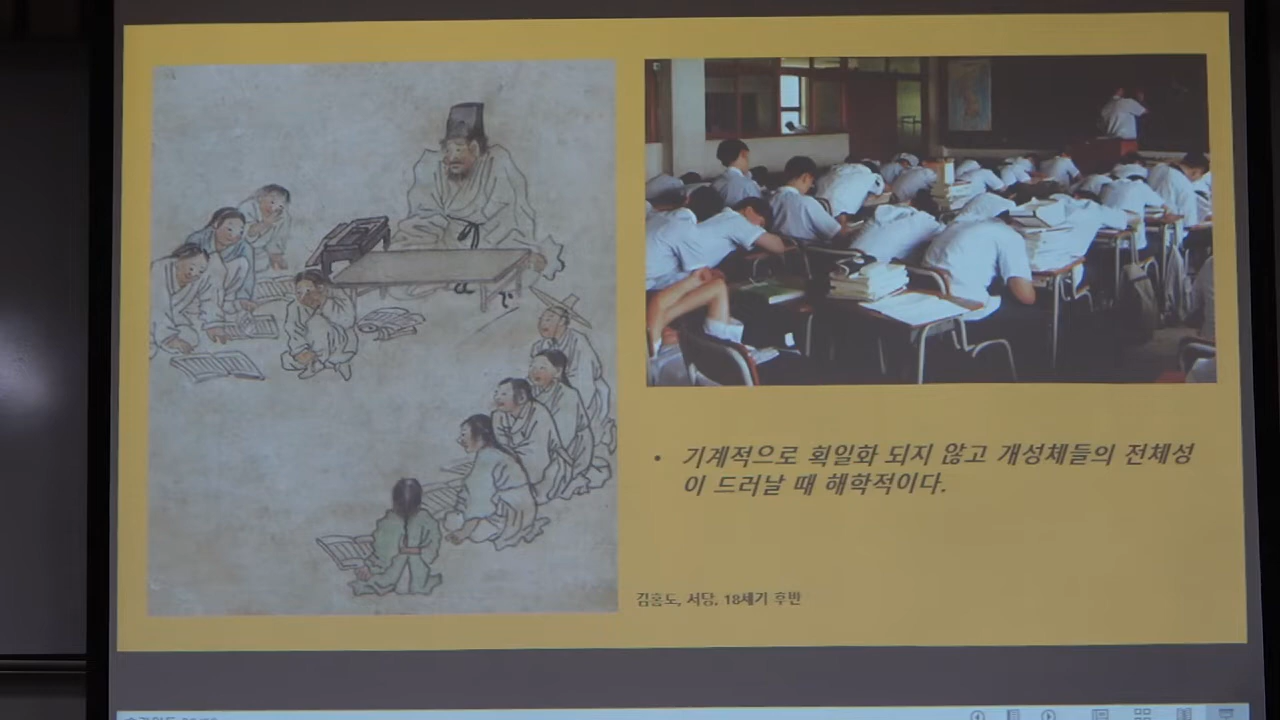 • 기계적으로 획일화 되지 않고 개성체들의 전체성
이 드러날 때 해학적이다.
김홍도, 서당, 18세기 후반